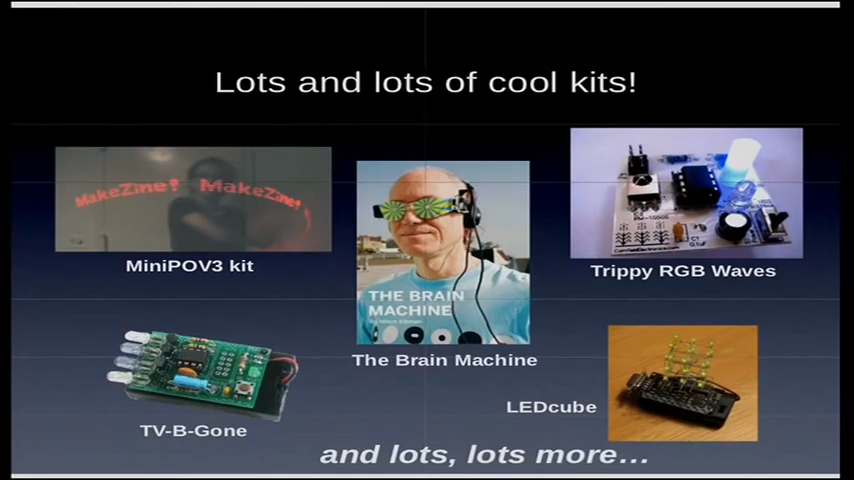 Lots and lots of cool kits!
MakeZine! MakeZine!
MiniPOV3 kit
THE BRAIN
MACHINE
The Brain Machine
Trippy RGB Waves
TV-B-Gone
LEDcube
and lots, lots more...